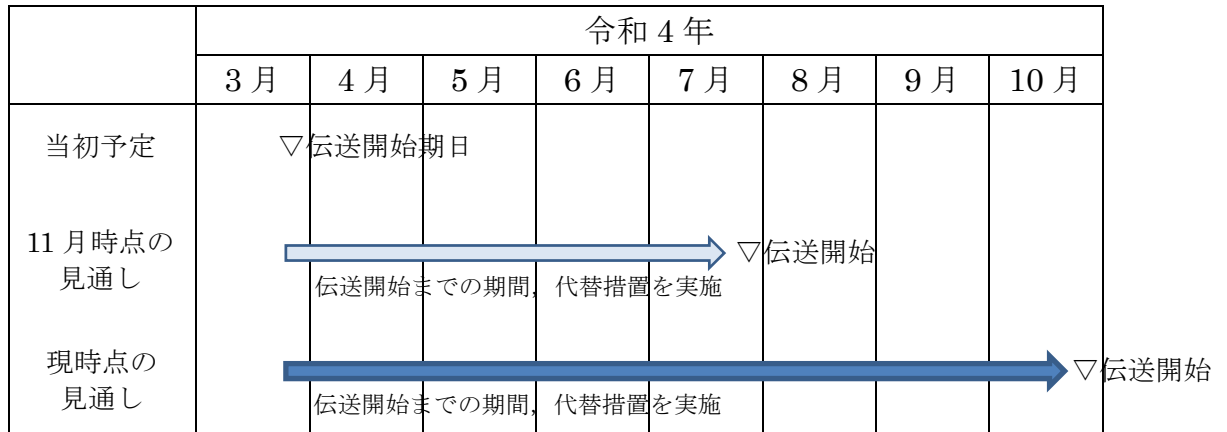 令和 4 年
3 月 4 月 5 月 6 月 7 月 8 月 9 月 10 月
当初予定 ▽伝送開始期日
11 月時点の
見通し
▽伝送開始
伝送開始までの期間，代替措置を実施
現時点の
見通し
▽伝送開始
伝送開始までの期間，代替措置を実施